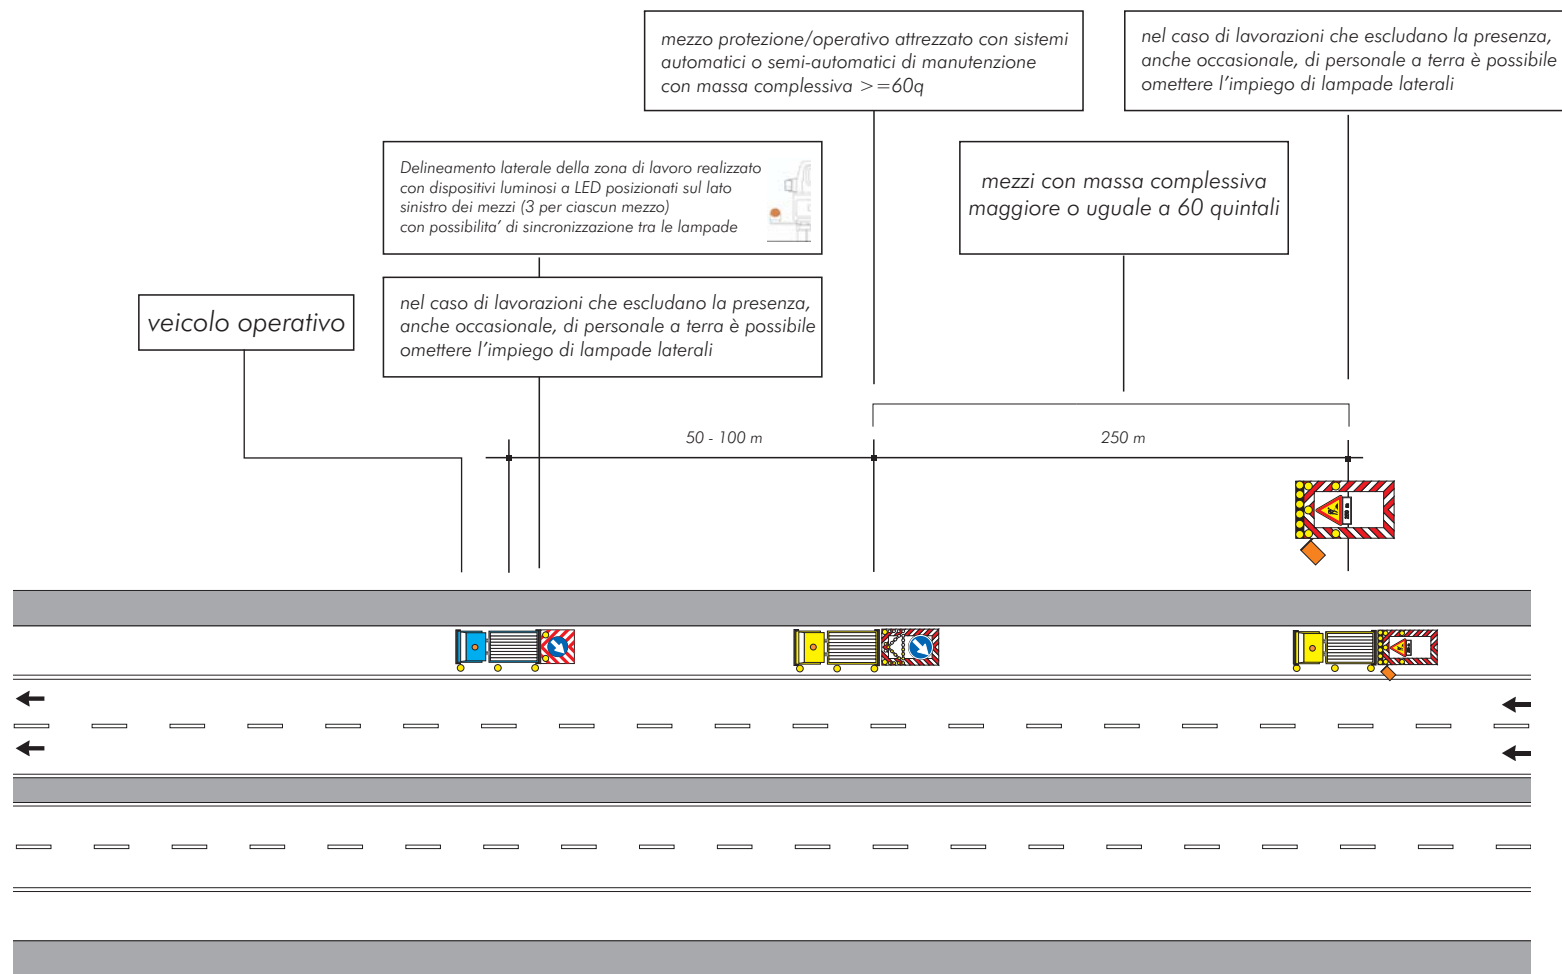 mezzo protezione/operativo attrezzato con sistemi
automatici o semi-automatici di manutenzione
con massa complessiva >=60q
nel caso di lavorazioni che escludano la presenza,
anche occasionale, di personale a terra è possibile
omettere l'impiego di lampade laterali
Delineamento laterale della zona di lavoro realizzato
con dispositivi luminosi a LED posizionati sul lato
sinistro dei mezzi (3 per ciascun mezzo)
con possibilita' di sincronizzazione tra le lampade
mezzi con massa complessiva
maggiore o uguale a 60 quintali
veicolo operativo
nel caso di lavorazioni che escludano la presenza,
anche occasionale, di personale a terra è possibile
omettere l'impiego di lampade laterali
50 - 100 m
250 m